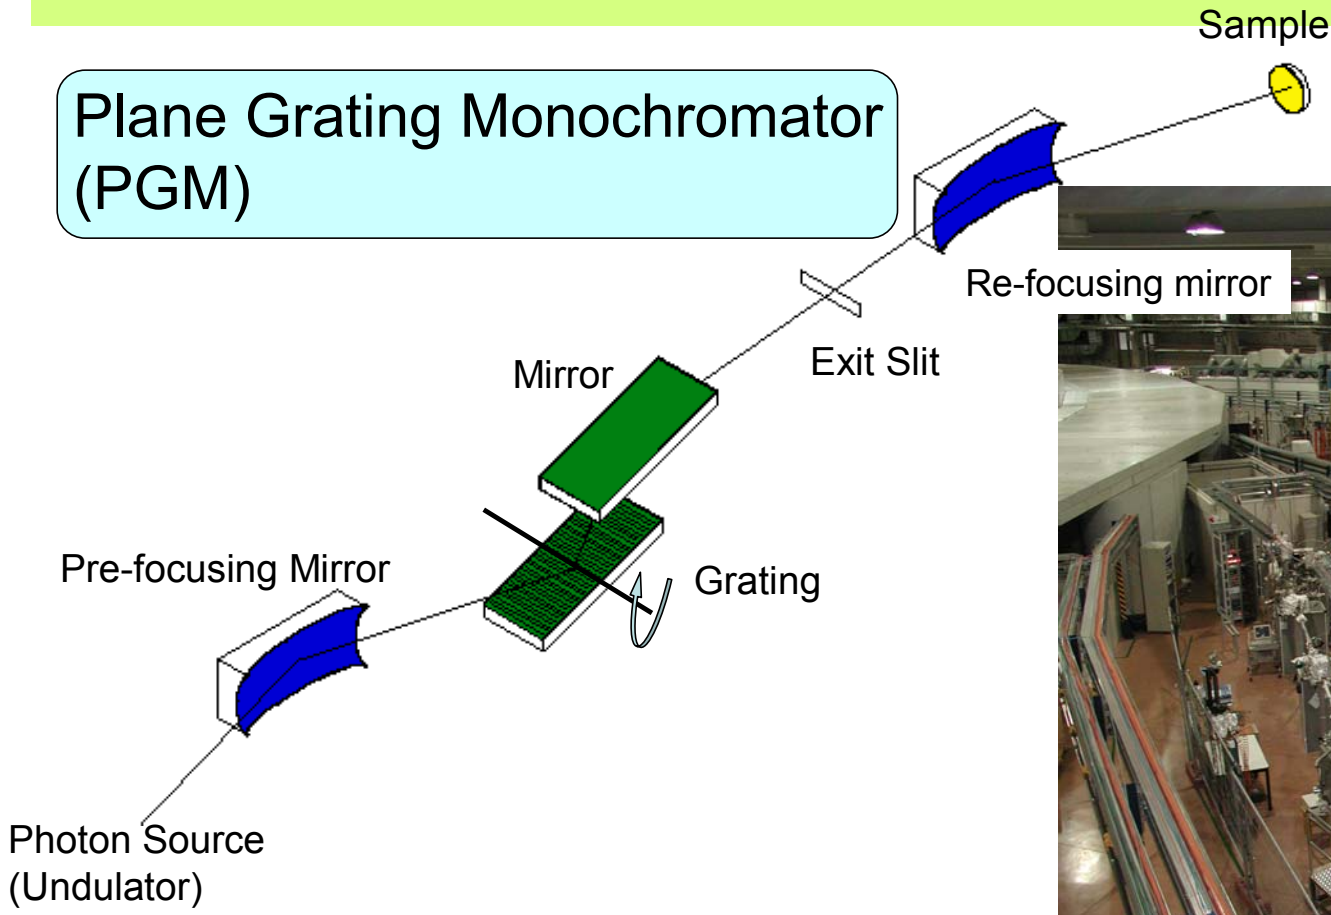 Sample
Plane Grating Monochromator
(PGM)
Re-focusing mirror
Exit Slit
Mirror
Pre-focusing Mirror
Grating
Photon Source
(Undulator)